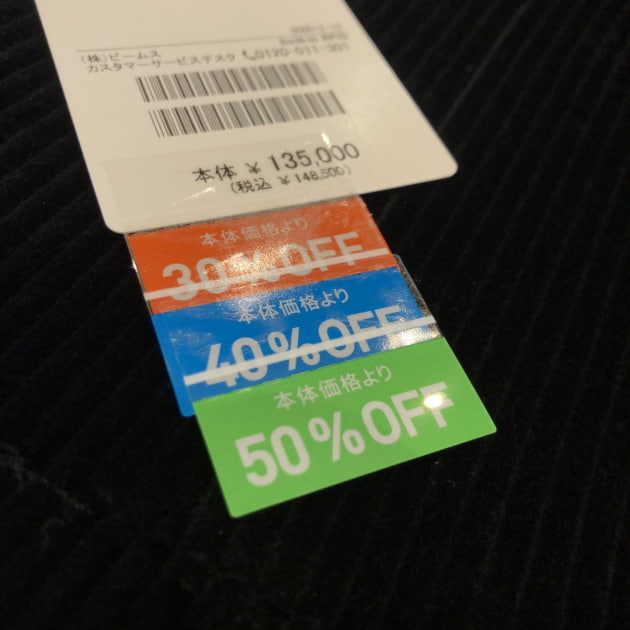 (株)ビームス
カスタマーサービスデスク 0120-011-301
本体 ¥ 135,000
(税込 ¥ 148,500)
本体価格より
30%OFF
本体価格より
40%OFF
本体価格より
50%OFF